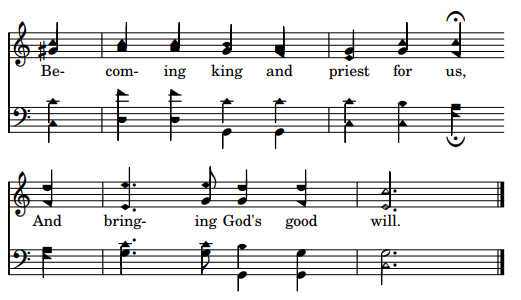 Be- com- ing king and priest for us,
And bring- ing God's good will.